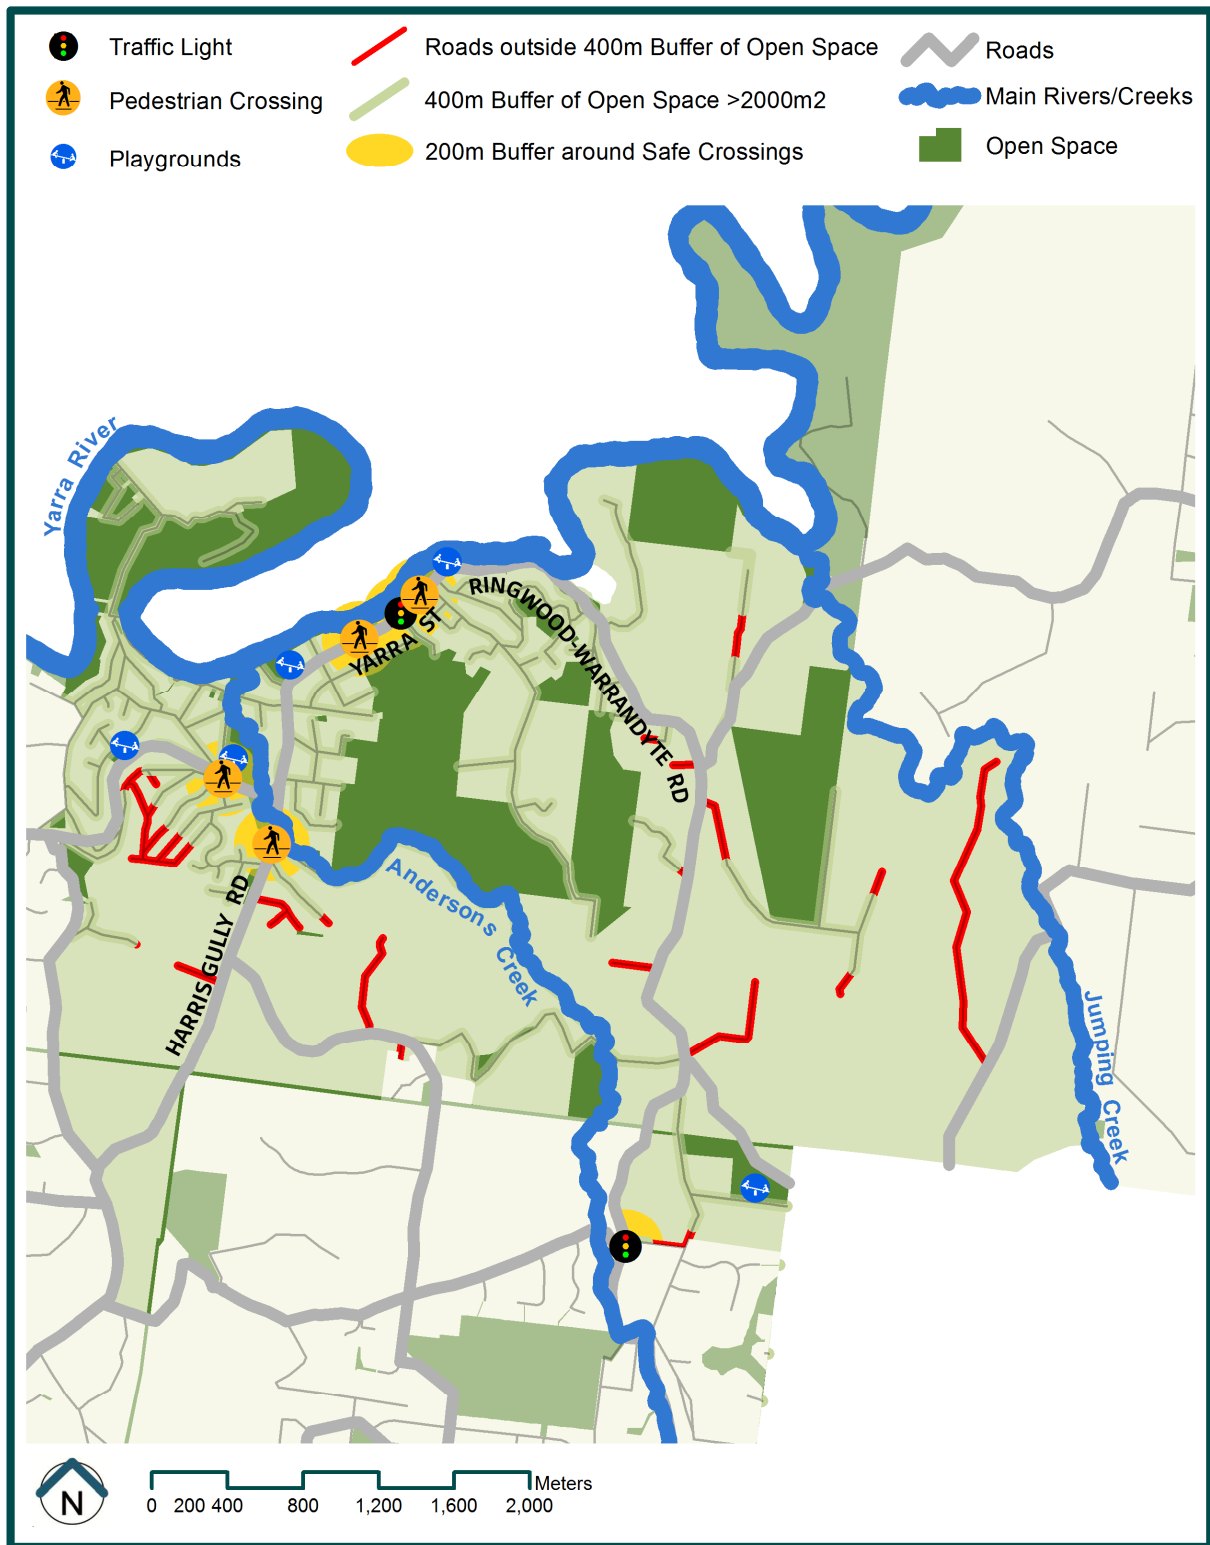 Traffic Light
Pedestrian Crossing
Playgrounds
Roads outside 400m Buffer of Open Space
400m Buffer of Open Space >2000m2
200m Buffer around Safe Crossings
Roads
Main Rivers/Creeks
Open Space
Yarra River
RINGWOOD-WARRANDYTE RD
YARRA ST
HARRIS GULLY RD
Andersons Creek
Jumping Creek
N
Meters
0 200 400 800 1,200 1,600 2,000